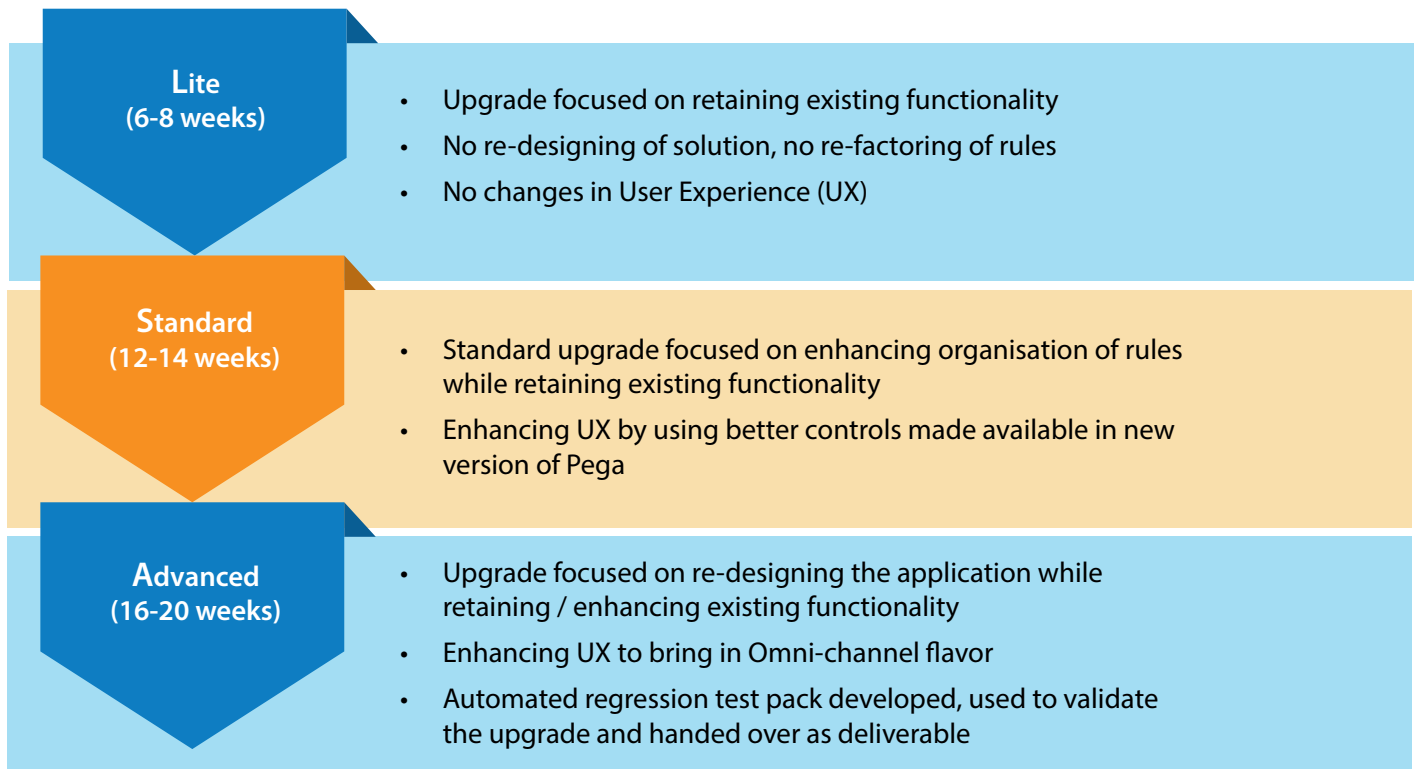 Lite
(6-8 weeks)
• Upgrade focused on retaining existing functionality
• No re-designing of solution, no re-factoring of rules
• No changes in User Experience (UX)
Standard
(12-14 weeks)
• Standard upgrade focused on enhancing organisation of rules
while retaining existing functionality
• Enhancing UX by using better controls made available in new
version of Pega
Advanced
(16-20 weeks)
• Upgrade focused on re-designing the application while
retaining / enhancing existing functionality
• Enhancing UX to bring in Omni-channel flavor
• Automated regression test pack developed, used to validate
the upgrade and handed over as deliverable